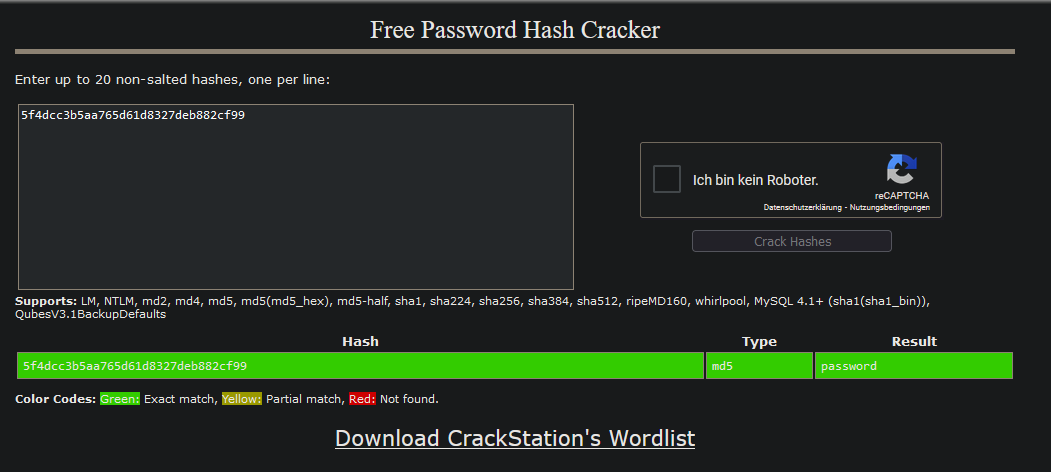 Free Password Hash Cracker
Enter up to 20 non-salted hashes, one per line:
5f4dcc3b5aa765d61d8327deb882cf99
Ich bin kein Roboter.
reCAPTCHA
Datenschutzerklärung - Nutzungsbedingungen
Crack Hashes
Supports: LM, NTLM, md2, md4, md5, md5(md5_hex), md5-half, sha1, sha224, sha256, sha384, sha512, ripeMD160, whirlpool, MySQL 4.1+ (sha1(sha1_bin)),
QubesV3.1BackupDefaults
Hash Type Result
5f4dcc3b5aa765d61d8327deb882cf99 md5 password
Color Codes: Green: Exact match, Yellow: Partial match, Red: Not found.
Download CrackStation's Wordlist